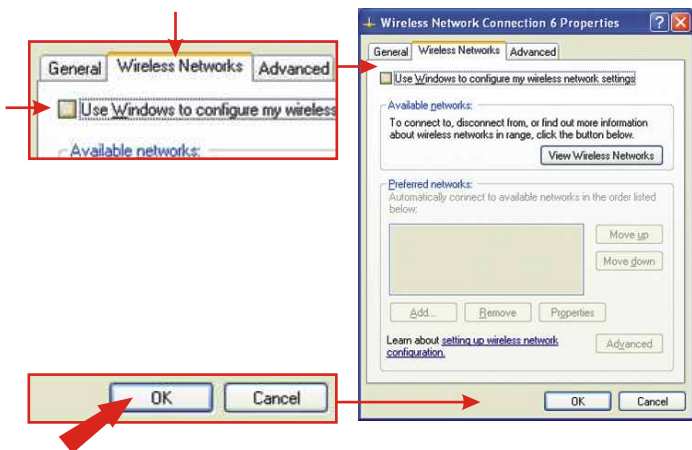 General Wireless Networks Advanced
Use Windows to configure my wireless
Available networks:
OK Cancel
Wireless Network Connection 6 Properties
General Wireless Networks Advanced
Use Windows to configure my wireless network settings
Available networks:
To connect to, disconnect from, or find out more information
about wireless networks in range, click the button below.
View Wireless Networks
Preferred networks:
Automatically connect to available networks in the order listed
below:
Move up
Move down
Add... Remove Properties
Learn about setting up wireless network
configuration.
Advanced
OK Cancel